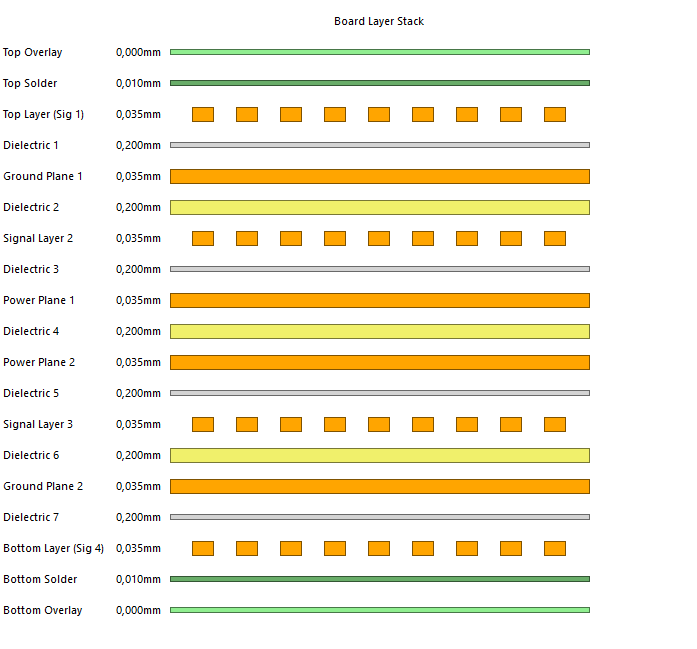 Board Layer Stack
Top Overlay 0,000mm
Top Solder 0,010mm
Top Layer (Sig 1) 0,035mm
Dielectric 1 0,200mm
Ground Plane 1 0,035mm
Dielectric 2 0,200mm
Signal Layer 2 0,035mm
Dielectric 3 0,200mm
Power Plane 1 0,035mm
Dielectric 4 0,200mm
Power Plane 2 0,035mm
Dielectric 5 0,200mm
Signal Layer 3 0,035mm
Dielectric 6 0,200mm
Ground Plane 2 0,035mm
Dielectric 7 0,200mm
Bottom Layer (Sig 4) 0,035mm
Bottom Solder 0,010mm
Bottom Overlay 0,000mm